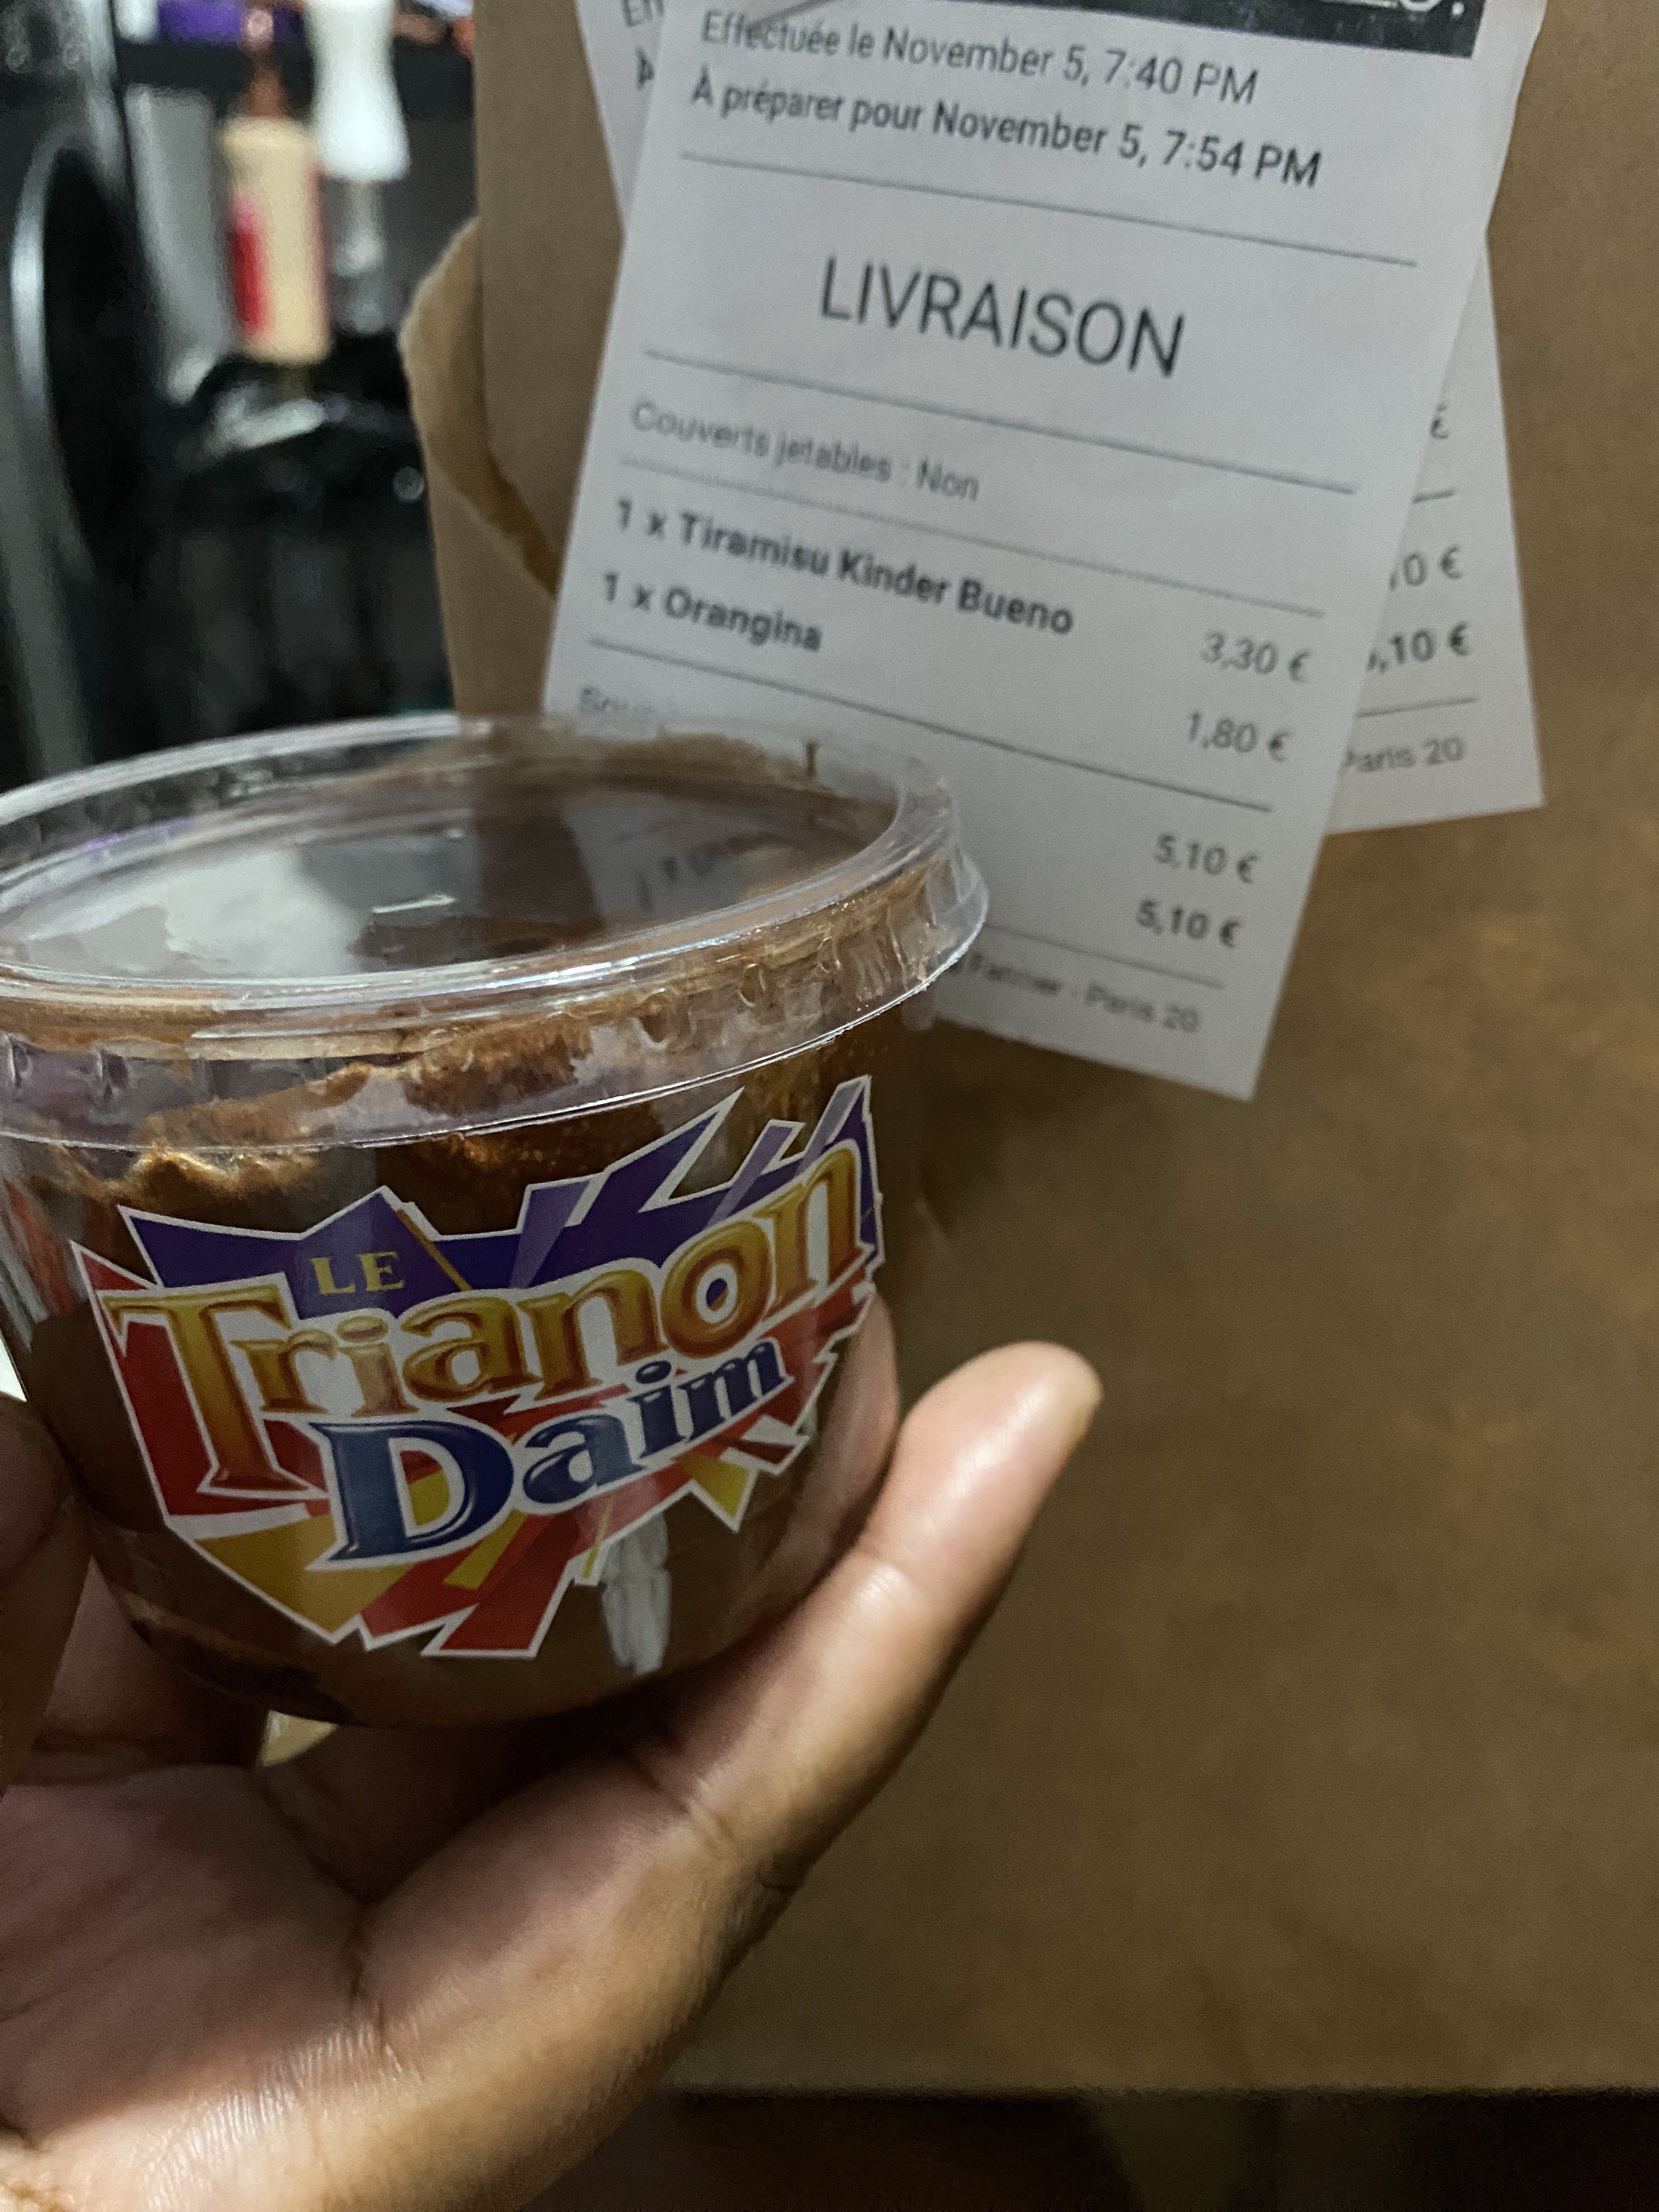 Effectuée le November 5, 7:40 PM
À préparer pour November 5, 7:54 PM
LIVRAISON
Couverts jetables : Non
1 x Tiramisu Kinder Bueno 3,30 €
1 x Orangina 1,80 €
5,10 €
5,10 €
Paris 20
€
0 €
,10 €
Paris 20
LE
Trianon
Daim